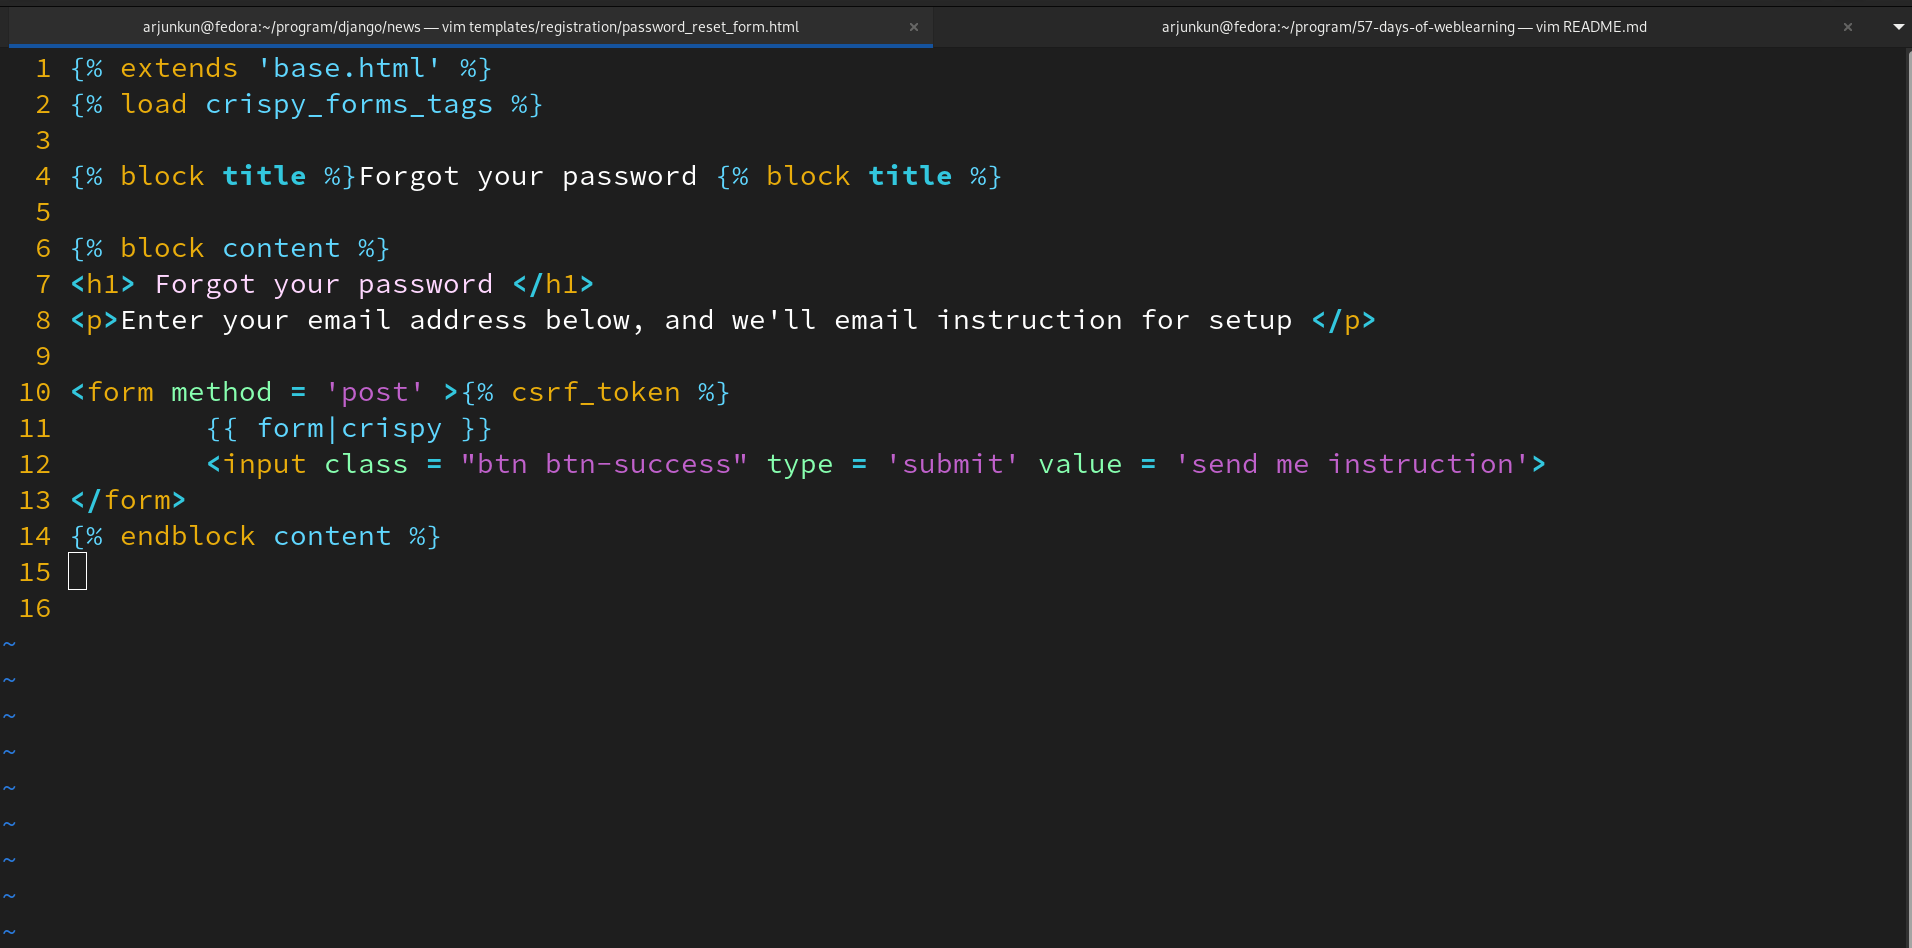 arjunkun@fedora:~/program/django/news — vim templates/registration/password_reset_form.html × arjunkun@fedora:~/program/57-days-of-weblearning — vim README.md ×
1 {% extends 'base.html' %}
2 {% load crispy_forms_tags %}
3
4 {% block title %}Forgot your password {% block title %}
5
6 {% block content %}
7 <h1> Forgot your password </h1>
8 <p>Enter your email address below, and we'll email instruction for setup </p>
9
10 <form method = 'post' >{% csrf_token %}
11         {{ form|crispy }}
12         <input class = "btn btn-success" type = 'submit' value = 'send me instruction'>
13 </form>
14 {% endblock content %}
15
16
~
~
~
~
~
~
~
~
~